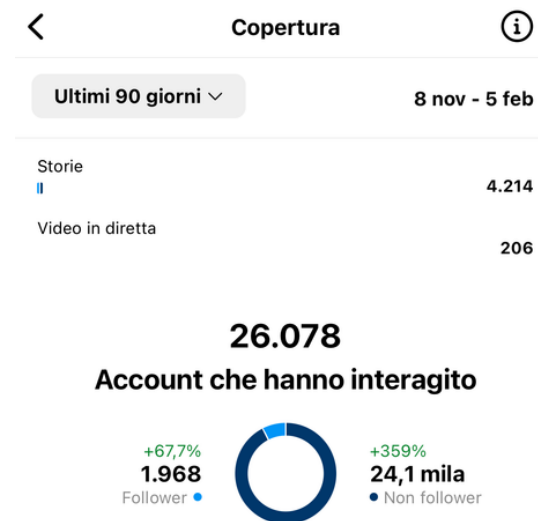 Copertura
Ultimi 90 giorni
8 nov - 5 feb
Storie
4.214
Video in diretta
206
26.078
Account che hanno interagito
+67,7%
1.968
Follower
+359%
24,1 mila
Non follower